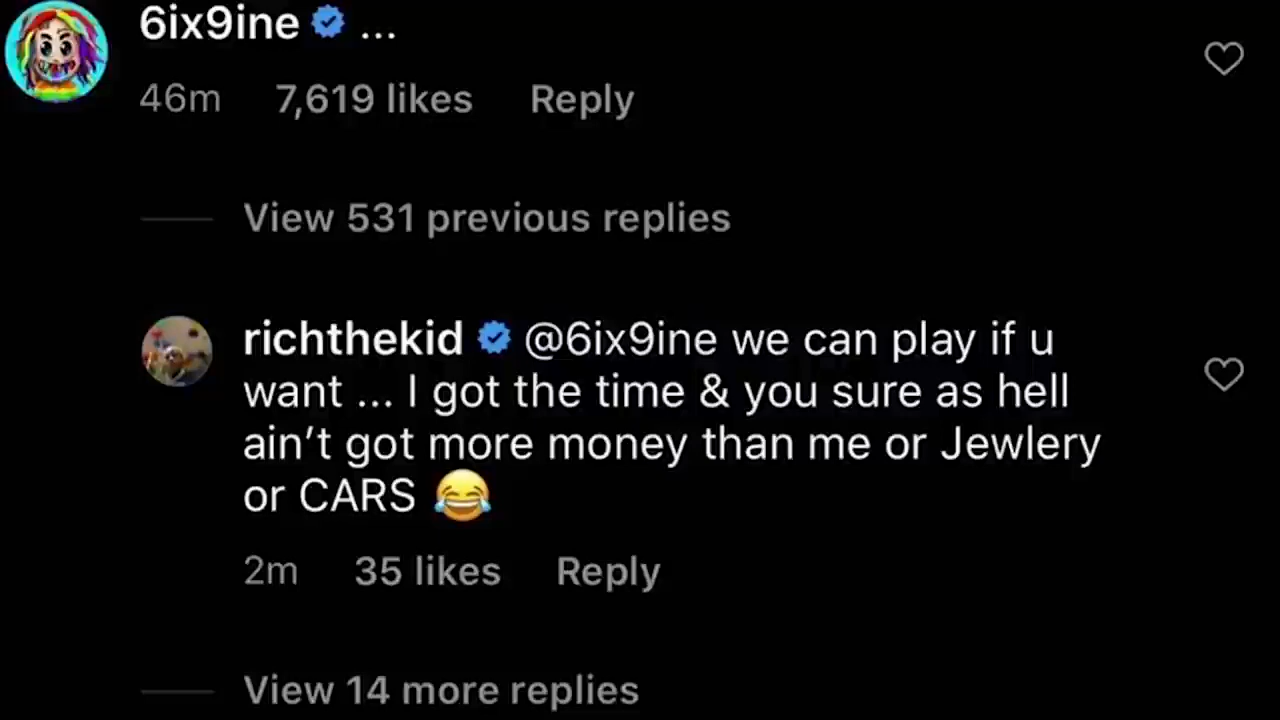 6ix9ine ...
46m 7,619 likes Reply
View 531 previous replies
richthekid @6ix9ine we can play if u
want ... I got the time & you sure as hell
ain't got more money than me or Jewlery
or CARS 😂
2m 35 likes Reply
View 14 more replies